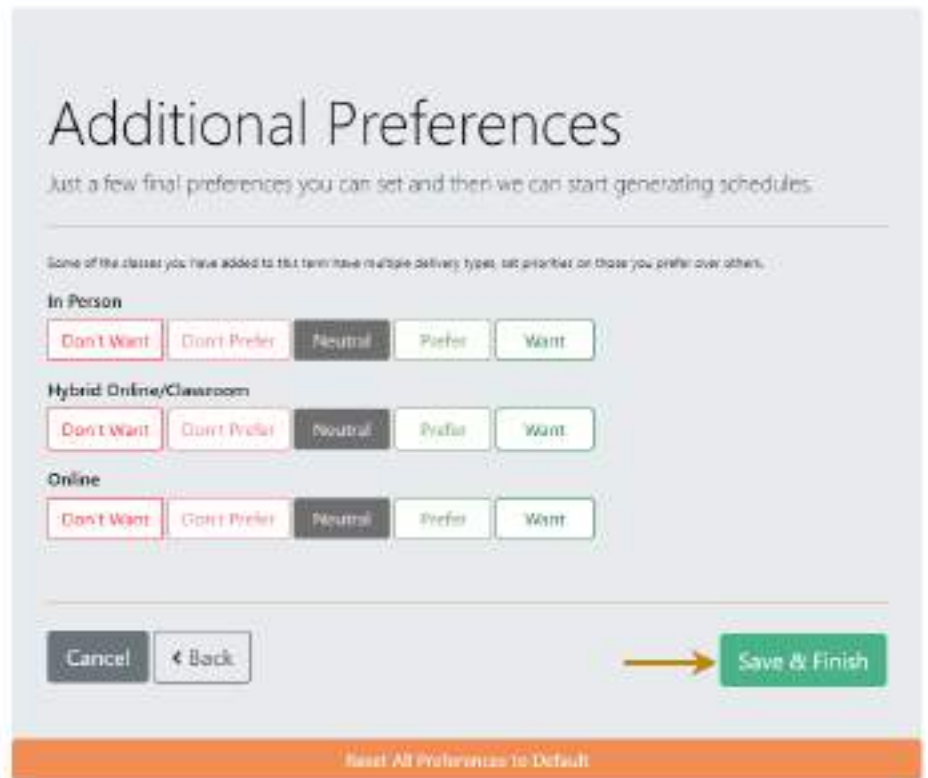 Additional Preferences
Just a few final preferences you can set and then we can start generating schedules.
Some of the classes you have added to this term have multiple delivery types, set priorities on those you prefer over others.
In Person
Don't Want Don't Prefer Neutral Prefer Want
Hybrid Online/Classroom
Don't Want Don't Prefer Neutral Prefer Want
Online
Don't Want Don't Prefer Neutral Prefer Want
Cancel Back Save & Finish
Reset All Preferences to Default